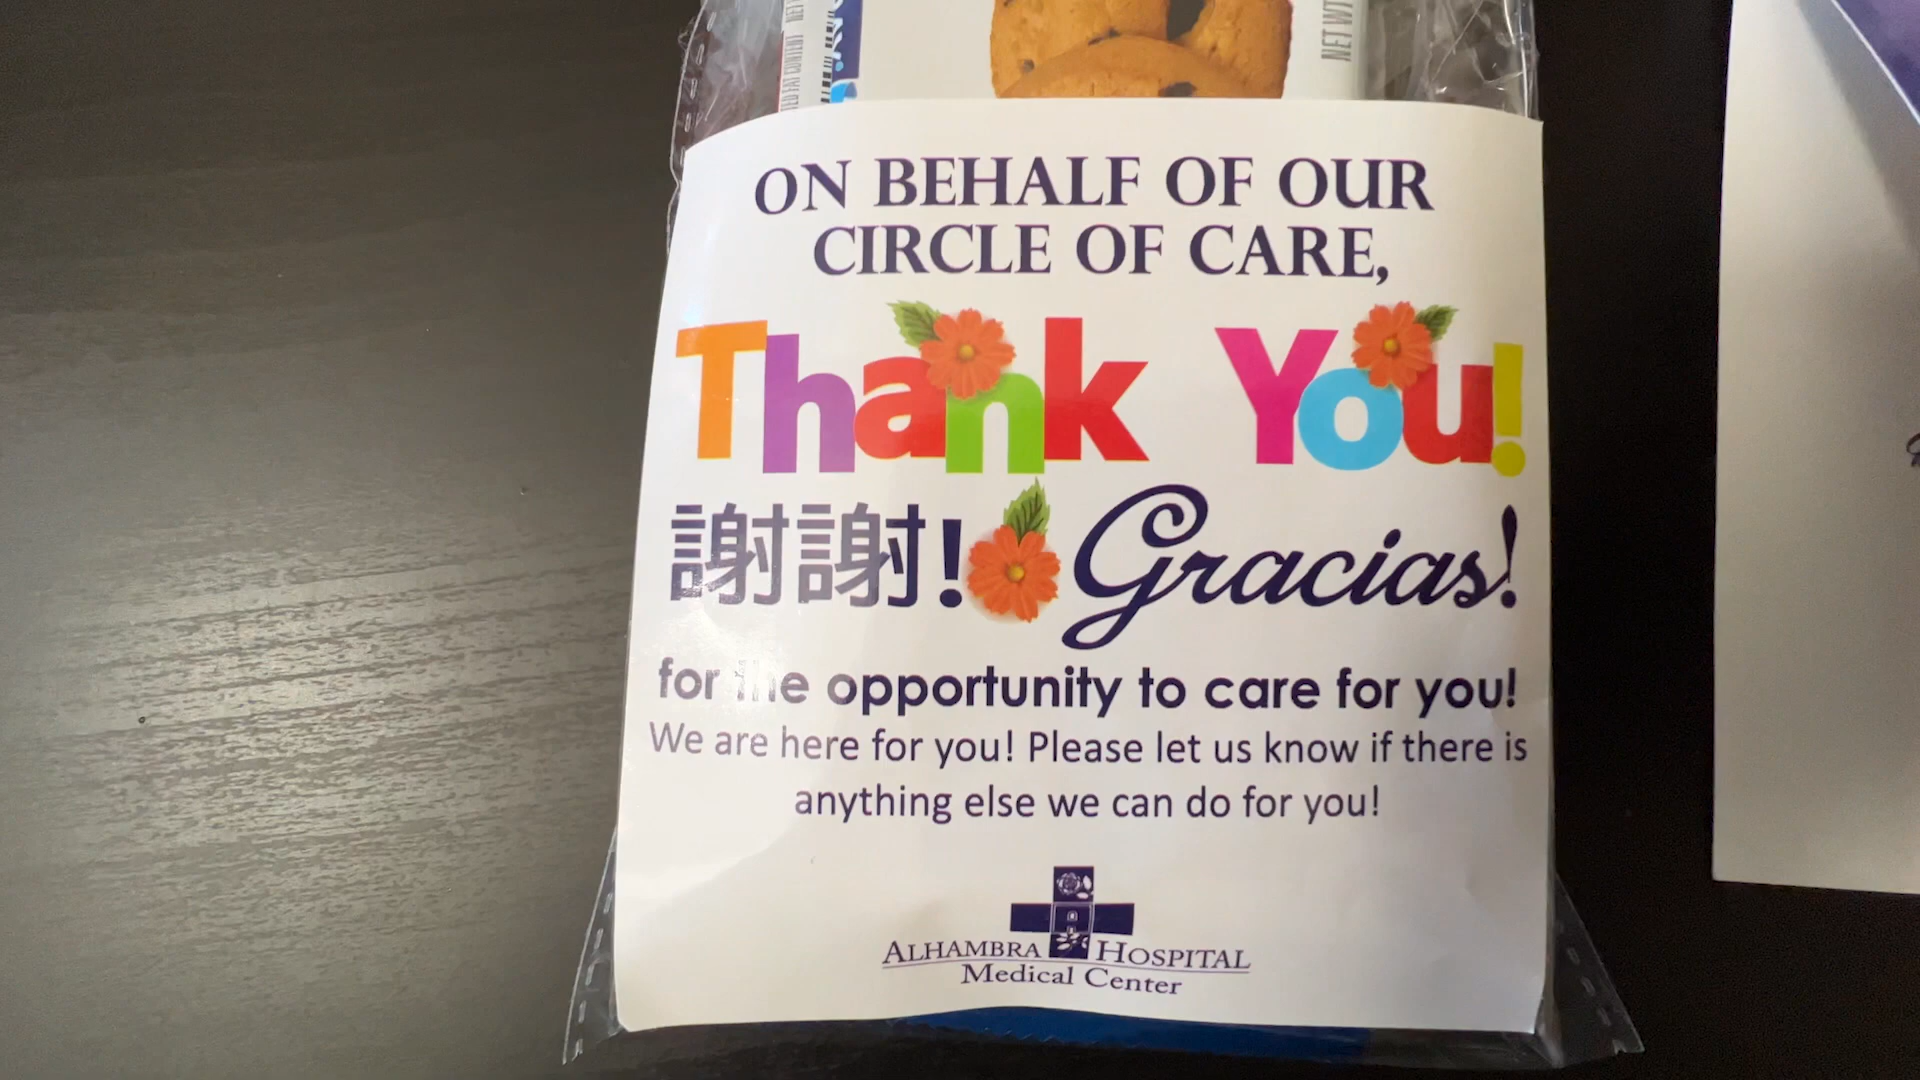 NET WT
ON BEHALF OF OUR
CIRCLE OF CARE,
Thank You!
謝謝! Gracias!
for the opportunity to care for you!
We are here for you! Please let us know if there is
anything else we can do for you!
ALHAMBRA HOSPITAL
Medical Center